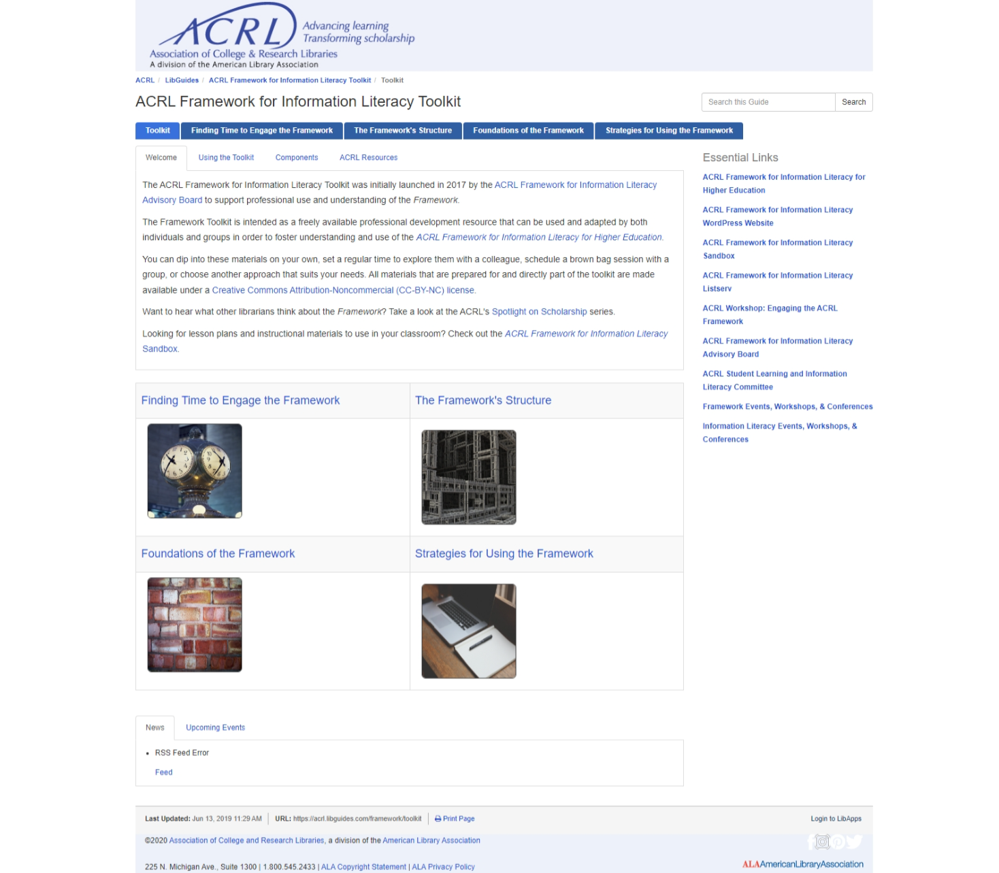 ACRL
Advancing learning
Transforming scholarship
Association of College & Research Libraries
A division of the American Library Association
ACRL / LibGuides / ACRL Framework for Information Literacy Toolkit / Toolkit
ACRL Framework for Information Literacy Toolkit
Search this Guide Search
Toolkit Finding Time to Engage the Framework The Framework's Structure Foundations of the Framework Strategies for Using the Framework
Welcome Using the Toolkit Components ACRL Resources
The ACRL Framework for Information Literacy Toolkit was initially launched in 2017 by the ACRL Framework for Information Literacy
Advisory Board to support professional use and understanding of the Framework.
The Framework Toolkit is intended as a freely available professional development resource that can be used and adapted by both
individuals and groups in order to foster understanding and use of the ACRL Framework for Information Literacy for Higher Education.
You can dip into these materials on your own, set a regular time to explore them with a colleague, schedule a brown bag session with a
group, or choose another approach that suits your needs. All materials that are prepared for and directly part of the toolkit are made
available under a Creative Commons Attribution-Noncommercial (CC-BY-NC) license.
Want to hear what other librarians think about the Framework? Take a look at the ACRL's Spotlight on Scholarship series.
Looking for lesson plans and instructional materials to use in your classroom? Check out the ACRL Framework for Information Literacy
Sandbox.
Finding Time to Engage the Framework
The Framework's Structure
Foundations of the Framework
Strategies for Using the Framework
News Upcoming Events
• RSS Feed Error
Feed
Essential Links
ACRL Framework for Information Literacy for
Higher Education
ACRL Framework for Information Literacy
WordPress Website
ACRL Framework for Information Literacy
Sandbox
ACRL Framework for Information Literacy
Listserv
ACRL Workshop: Engaging the ACRL
Framework
ACRL Framework for Information Literacy
Advisory Board
ACRL Student Learning and Information
Literacy Committee
Framework Events, Workshops, & Conferences
Information Literacy Events, Workshops, &
Conferences
Last Updated: Jun 13, 2019 11:29 AM URL: https://acrl.libguides.com/framework/toolkit Print Page
Login to LibApps
©2020 Association of College and Research Libraries, a division of the American Library Association
225 N. Michigan Ave., Suite 1300 | 1.800.545.2433 | ALA Copyright Statement | ALA Privacy Policy
ALAAmericanLibraryAssociation